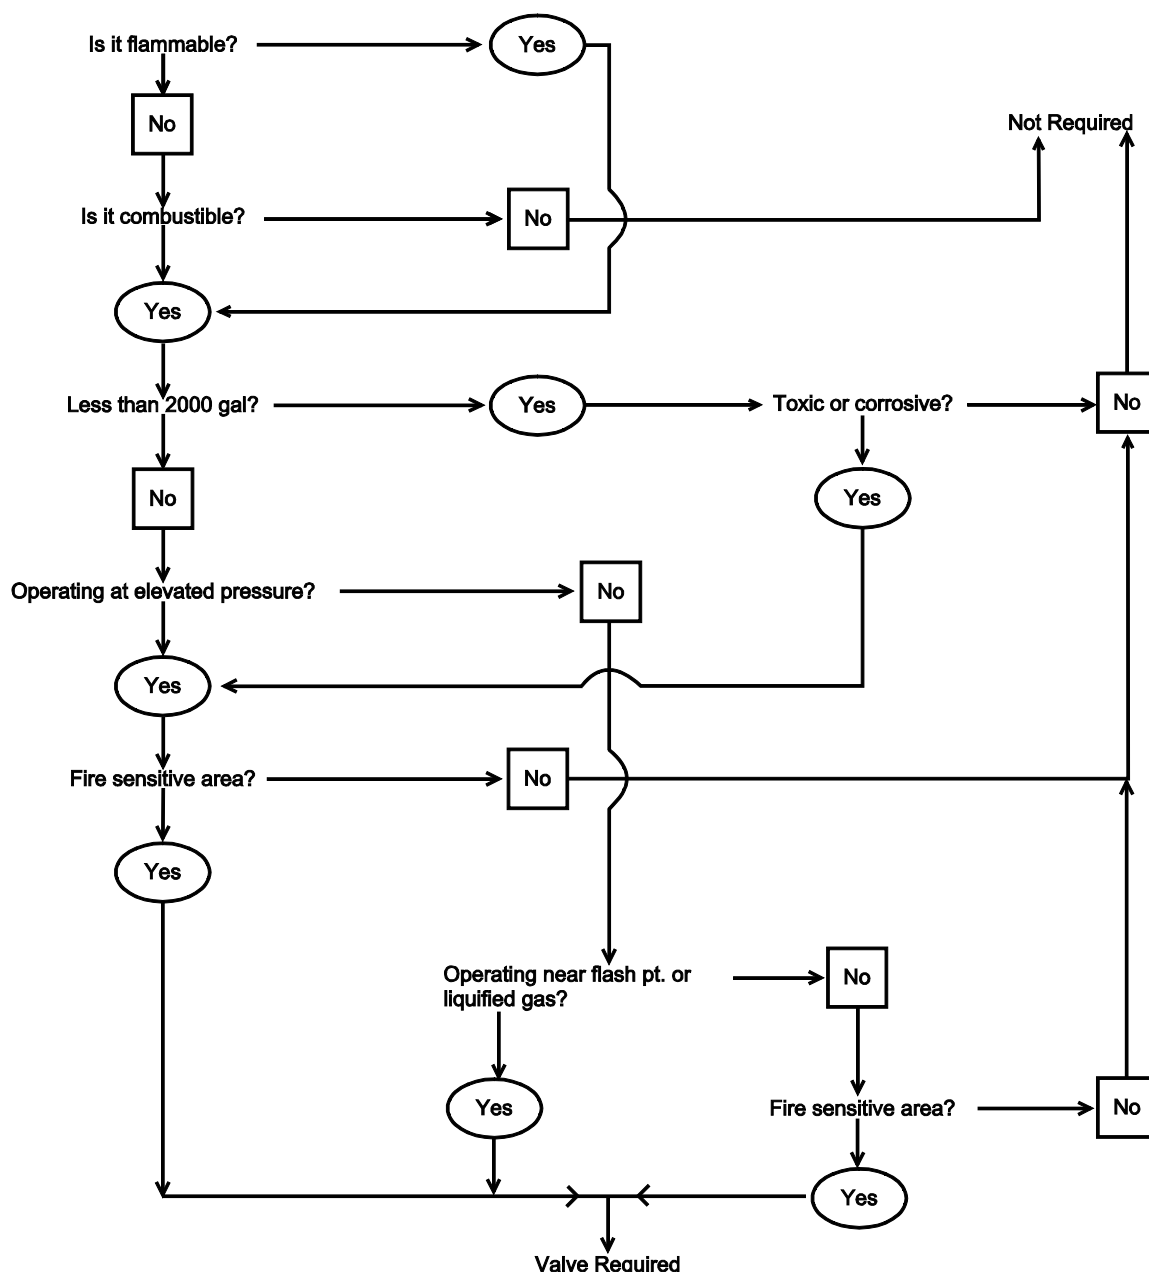 Is it flammable?
Yes
No
Not Required
Is it combustible?
No
Yes
Less than 2000 gal?
Yes
Toxic or corrosive?
No
No
Yes
Operating at elevated pressure?
No
Yes
Fire sensitive area?
No
Yes
Operating near flash pt. or
liquified gas?
No
Yes
Fire sensitive area?
No
Yes
Valve Required